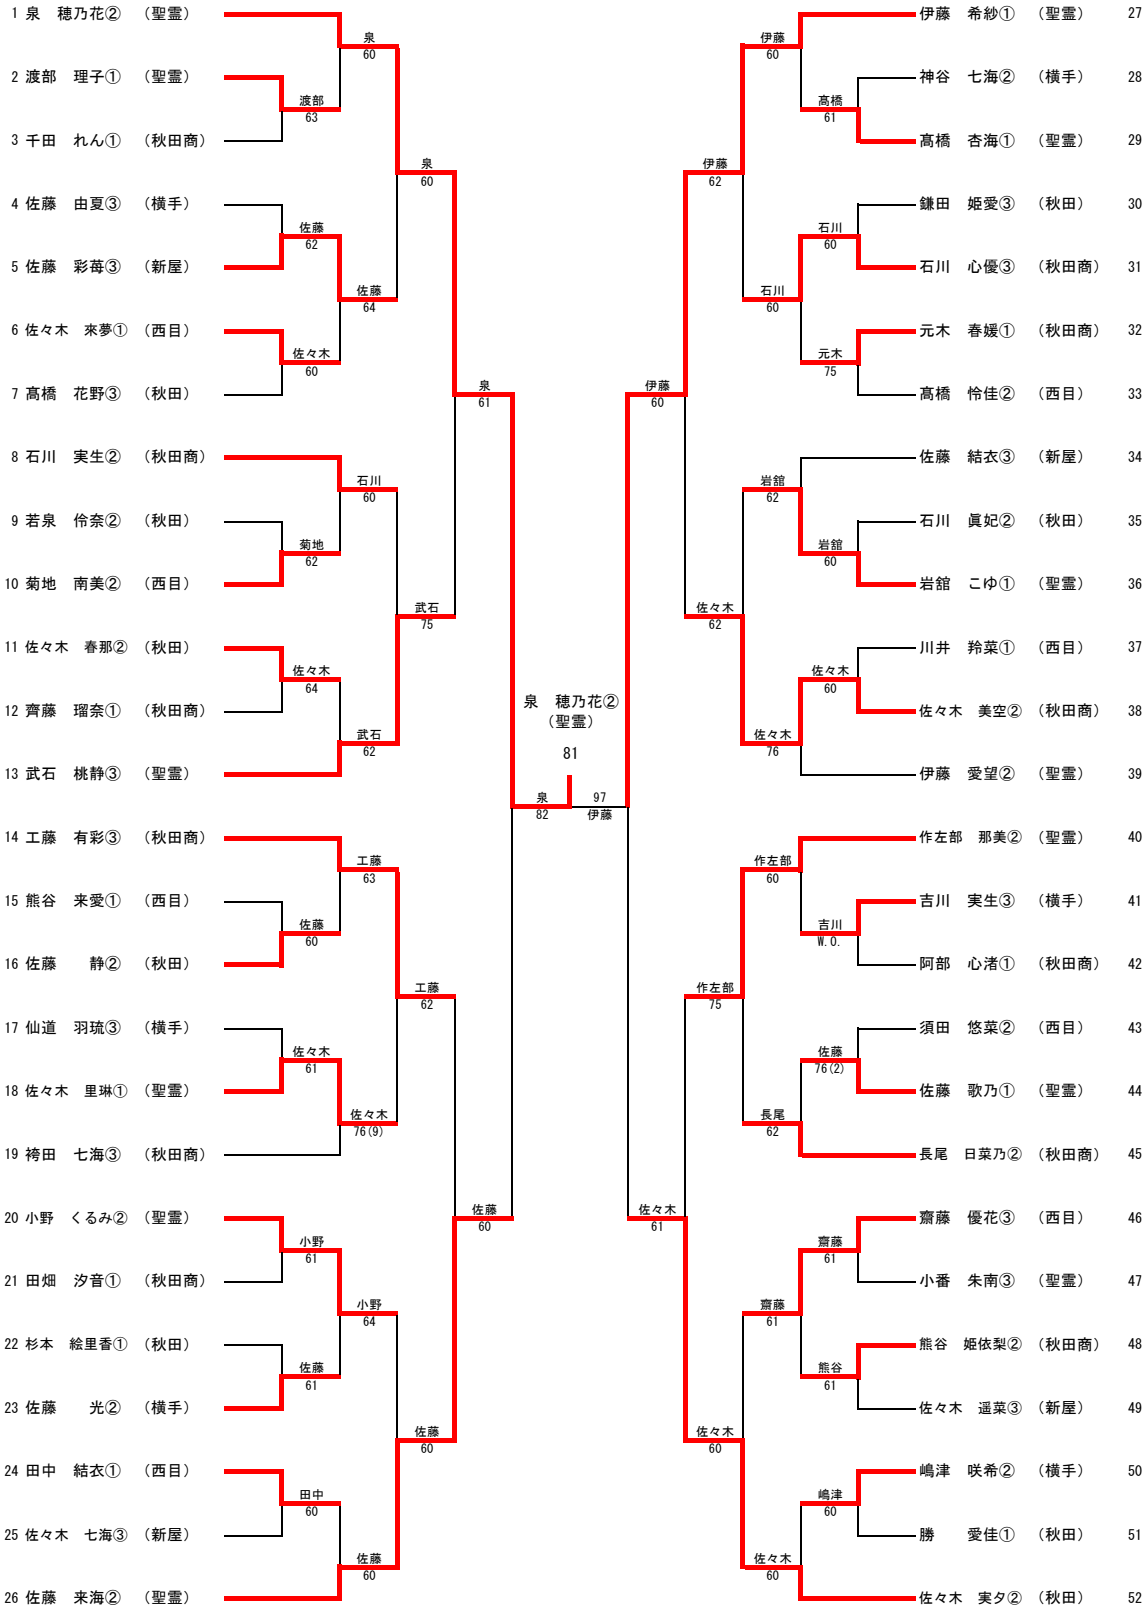 1 泉　穂乃花② （聖霊）
2 渡部　理子① （聖霊）
3 千田　れん① （秋田商）
4 佐藤　由夏③ （横手）
5 佐藤　彩苺③ （新屋）
6 佐々木　來夢① （西目）
7 髙橋　花野③ （秋田）
8 石川　実生② （秋田商）
9 若泉　伶奈② （秋田）
10 菊地　南美② （西目）
11 佐々木　春那② （秋田）
12 齊藤　瑠奈① （秋田商）
13 武石　桃静③ （聖霊）
14 工藤　有彩③ （秋田商）
15 熊谷　来愛① （西目）
16 佐藤　静② （秋田）
17 仙道　羽琉③ （横手）
18 佐々木　里琳① （聖霊）
19 袴田　七海③ （秋田商）
20 小野　くるみ② （聖霊）
21 田畑　汐音① （秋田商）
22 杉本　絵里香① （秋田）
23 佐藤　光② （横手）
24 田中　結衣① （西目）
25 佐々木　七海③ （新屋）
26 佐藤　来海② （聖霊）
渡部
63
佐藤
62
佐々木
60
菊地
62
佐々木
64
佐藤
60
佐々木
61
小野
61
佐藤
61
田中
60
泉
60
佐藤
64
石川
60
武石
62
工藤
63
佐々木
76(9)
小野
64
佐藤
60
泉
60
武石
75
工藤
62
佐藤
60
泉
61
佐藤
60
泉　穂乃花②
（聖霊）
81
泉
82
97
伊藤
伊藤
60
佐々木
61
伊藤
62
佐々木
62
作左部
75
佐々木
60
伊藤
60
石川
60
岩舘
62
佐々木
76
作左部
60
長尾
62
齋藤
61
佐々木
60
髙橋
61
石川
60
元木
75
岩舘
60
佐々木
60
吉川
W.O.
佐藤
76(2)
齋藤
61
熊谷
61
嶋津
60
伊藤　希紗① （聖霊） 27
神谷　七海② （横手） 28
髙橋　杏海① （聖霊） 29
鎌田　姫愛③ （秋田） 30
石川　心優③ （秋田商） 31
元木　春媛① （秋田商） 32
髙橋　怜佳② （西目） 33
佐藤　結衣③ （新屋） 34
石川　眞妃② （秋田） 35
岩舘　こゆ① （聖霊） 36
川井　羚菜① （西目） 37
佐々木　美空② （秋田商） 38
伊藤　愛望② （聖霊） 39
作左部　那美② （聖霊） 40
吉川　実生③ （横手） 41
阿部　心渚① （秋田商） 42
須田　悠菜② （西目） 43
佐藤　歌乃① （聖霊） 44
長尾　日菜乃② （秋田商） 45
齋藤　優花③ （西目） 46
小番　朱南③ （聖霊） 47
熊谷　姫依梨② （秋田商） 48
佐々木　遥菜③ （新屋） 49
嶋津　咲希② （横手） 50
勝　愛佳① （秋田） 51
佐々木　実夕② （秋田） 52